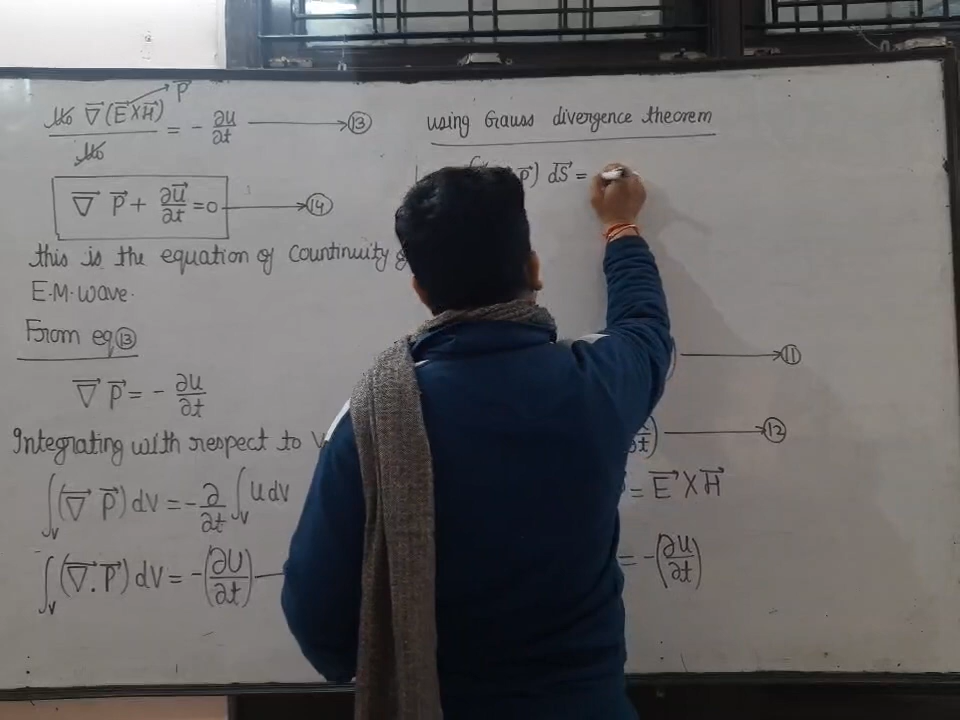 P⃗
μ₀ ∇⃗ (E⃗ X H⃗) / μ₀ = - ∂u/∂t ⟶ ⑬
∇⃗ P⃗ + ∂u⃗/∂t = 0 ⟶ ⑭
this is the equation of Countinuity
E·M·wave.
From eq ⑬
∇⃗ P⃗ = - ∂u/∂t
Integrating with respect to V
∫v (∇⃗ P⃗) dv = - ∂/∂t ∫v u dv
∫v (∇⃗ . P⃗) dv = - (∂U/∂t)
using Gauss divergence theorem
P⃗) dS⃗ =
⟶ ⑪
∂t) ⟶ ⑫
= E⃗ X H⃗
= - (∂u/∂t)